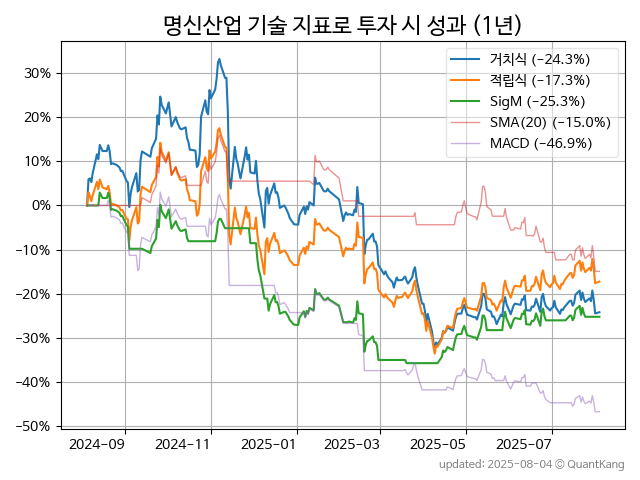 명신산업 기술 지표로 투자 시 성과 (1년)
거치식 (−24.3%)
적립식 (−17.3%)
SigM (−25.3%)
SMA(20) (−15.0%)
MACD (−46.9%)
30%
20%
10%
0%
−10%
−20%
−30%
−40%
−50%
2024-09 2024-11 2025-01 2025-03 2025-05 2025-07
updated: 2025-08-04 © QuantKang